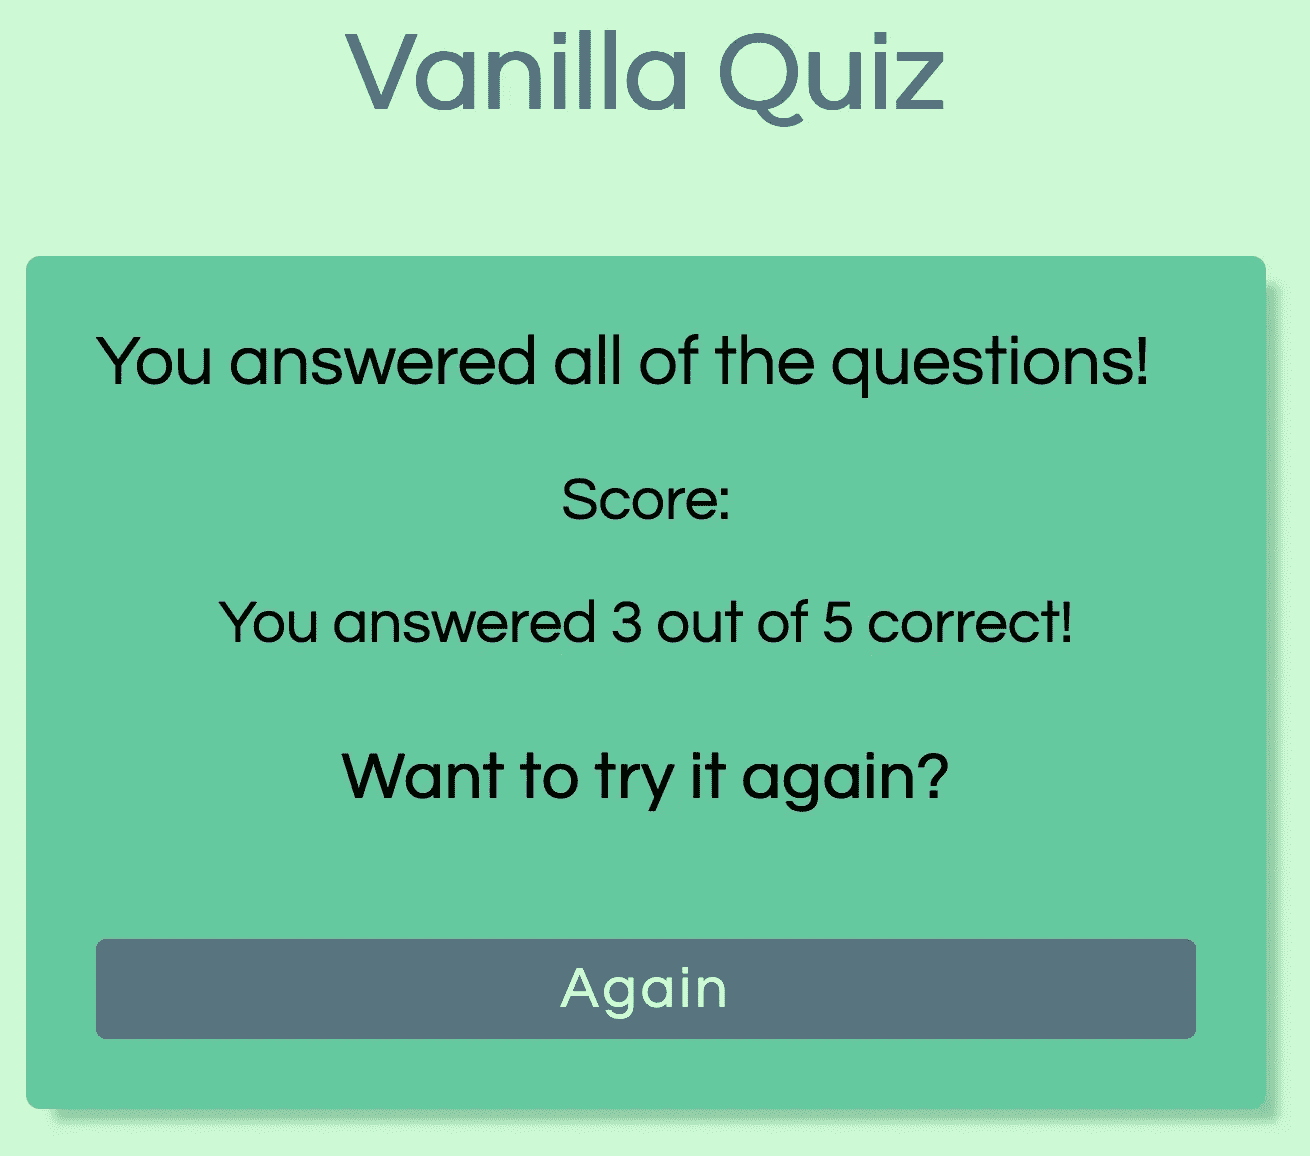 Vanilla Quiz
You answered all of the questions!
Score:
You answered 3 out of 5 correct!
Want to try it again?
Again